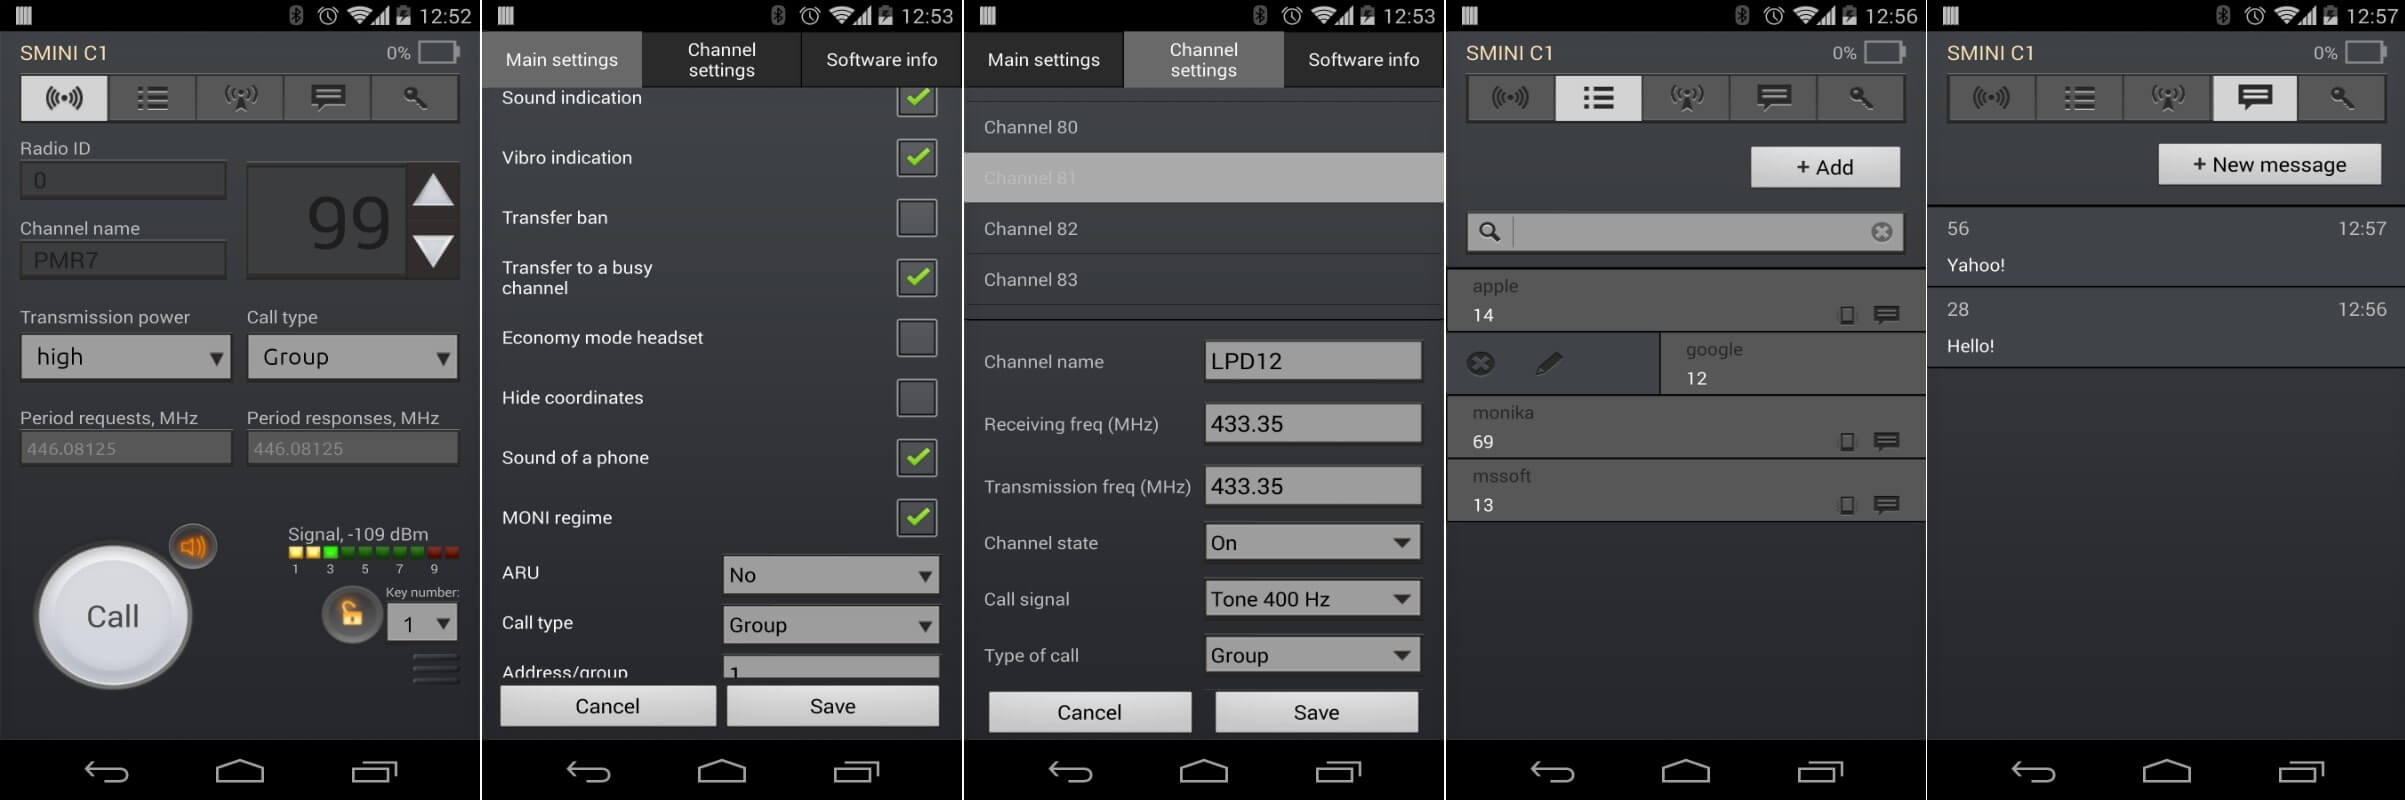 12:52
SMINI C1
0%
Radio ID
0
99
Channel name
PMR7
Transmission power
Call type
high
Group
Period requests, MHz
Period responses, MHz
446.08125
446.08125
Signal, -109 dBm
1 3 5 7 9
Call
Key number:
1
12:53
Main settings
Channel
settings
Software info
Sound indication
Vibro indication
Transfer ban
Transfer to a busy
channel
Economy mode headset
Hide coordinates
Sound of a phone
MONI regime
ARU
No
Call type
Group
Address/group
1
Cancel
Save
12:53
Main settings
Channel
settings
Software info
Channel 80
Channel 81
Channel 82
Channel 83
Channel name
LPD12
Receiving freq (MHz)
433.35
Transmission freq (MHz)
433.35
Channel state
On
Call signal
Tone 400 Hz
Type of call
Group
Cancel
Save
12:56
SMINI C1
0%
+ Add
apple
14
google
12
monika
69
mssoft
13
12:57
SMINI C1
0%
+ New message
56
12:57
Yahoo!
28
12:56
Hello!